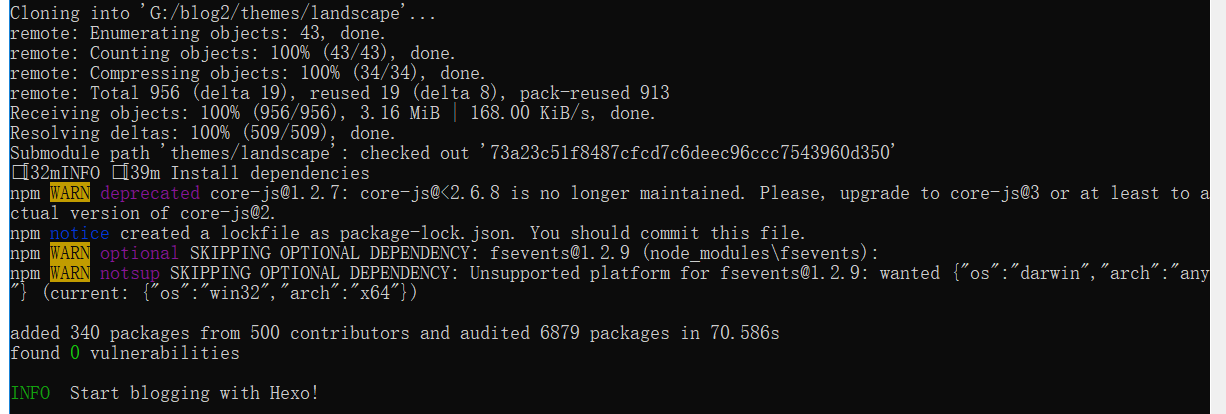 Cloning into 'G:/blog2/themes/landscape'...
remote: Enumerating objects: 43, done.
remote: Counting objects: 100% (43/43), done.
remote: Compressing objects: 100% (34/34), done.
remote: Total 956 (delta 19), reused 19 (delta 8), pack-reused 913
Receiving objects: 100% (956/956), 3.16 MiB | 168.00 KiB/s, done.
Resolving deltas: 100% (509/509), done.
Submodule path 'themes/landscape': checked out '73a23c51f8487cfcd7c6deec96ccc7543960d350'
□[32mINFO □[39m Install dependencies
npm WARN deprecated core-js@1.2.7: core-js@<2.6.8 is no longer maintained. Please, upgrade to core-js@3 or at least to a
ctual version of core-js@2.
npm notice created a lockfile as package-lock.json. You should commit this file.
npm WARN optional SKIPPING OPTIONAL DEPENDENCY: fsevents@1.2.9 (node_modules\fsevents):
npm WARN notsup SKIPPING OPTIONAL DEPENDENCY: Unsupported platform for fsevents@1.2.9: wanted {"os":"darwin","arch":"any
"} (current: {"os":"win32","arch":"x64"})
added 340 packages from 500 contributors and audited 6879 packages in 70.586s
found 0 vulnerabilities
INFO  Start blogging with Hexo!